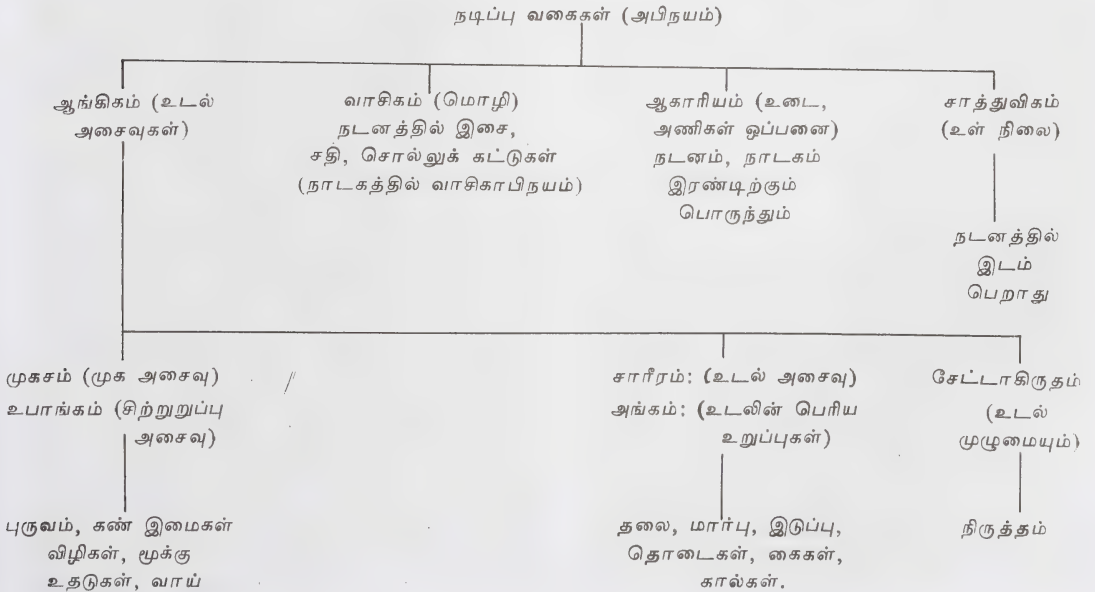 நடிப்பு வகைகள் (அபிநயம்)
ஆங்கிகம் (உடல்
அசைவுகள்)
வாசிகம் (மொழி)
நடனத்தில் இசை,
சதி, சொல்லுக் கட்டுகள்
(நாடகத்தில் வாசிகாபிநயம்)
ஆகாரியம் (உடை,
அணிகள் ஒப்பனை)
நடனம், நாடகம்
இரண்டிற்கும்
பொருந்தும்
சாத்துவிகம்
(உள் நிலை)
நடனத்தில்
இடம்
பெறாது
முகசம் (முக அசைவு)
உபாங்கம் (சிற்றுறுப்பு
அசைவு)
புருவம், கண் இமைகள்
விழிகள், மூக்கு
உதடுகள், வாய்
சாரீரம்: (உடல் அசைவு)
அங்கம்: (உடலின் பெரிய
உறுப்புகள்)
தலை, மார்பு, இடுப்பு,
தொடைகள், கைகள்,
கால்கள்.
சேட்டாகிருதம்
(உடல்
முழுமையும்)
நிருத்தம்